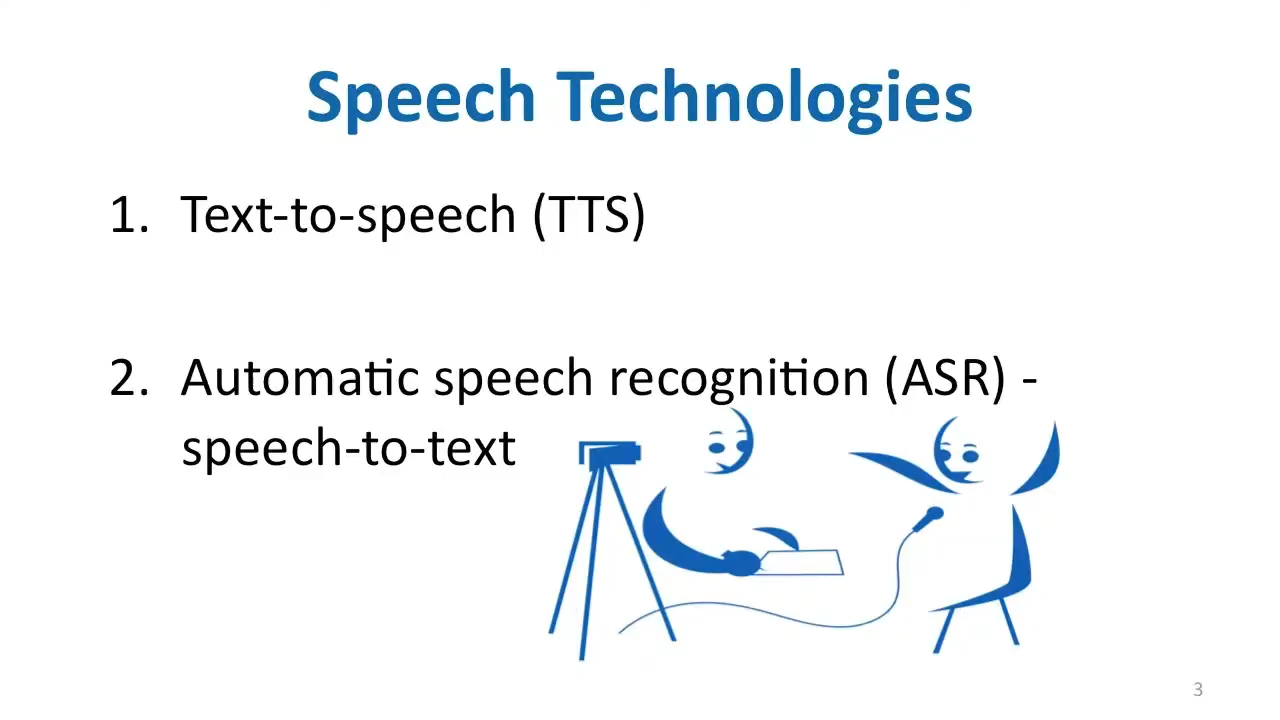 Speech Technologies
1. Text-to-speech (TTS)
2. Automatic speech recognition (ASR) -
speech-to-text
3